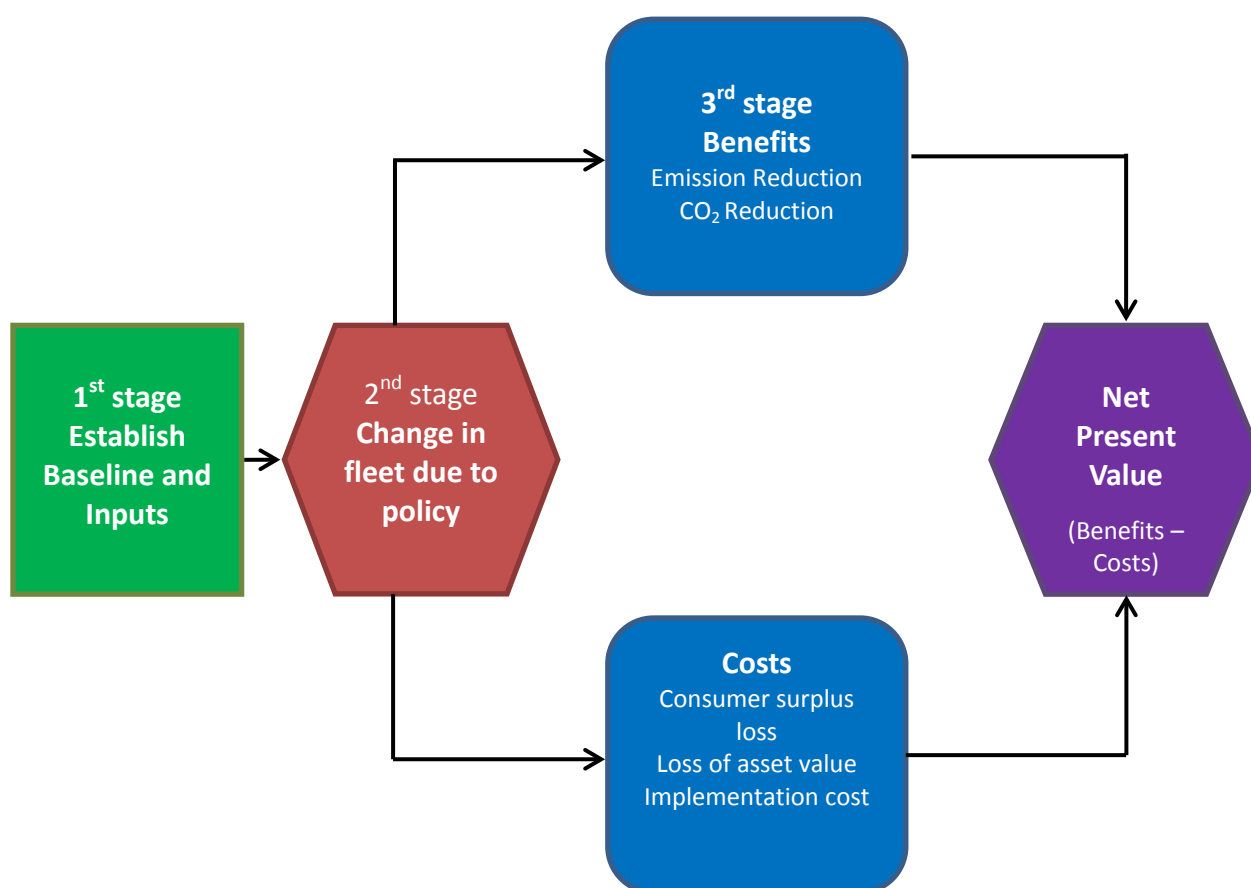 3rd stage
Benefits
Emission Reduction
CO2 Reduction
1st stage
Establish
Baseline and
Inputs
2nd stage
Change in
fleet due to
policy
Net
Present
Value
(Benefits –
Costs)
Costs
Consumer surplus
loss
Loss of asset value
Implementation cost